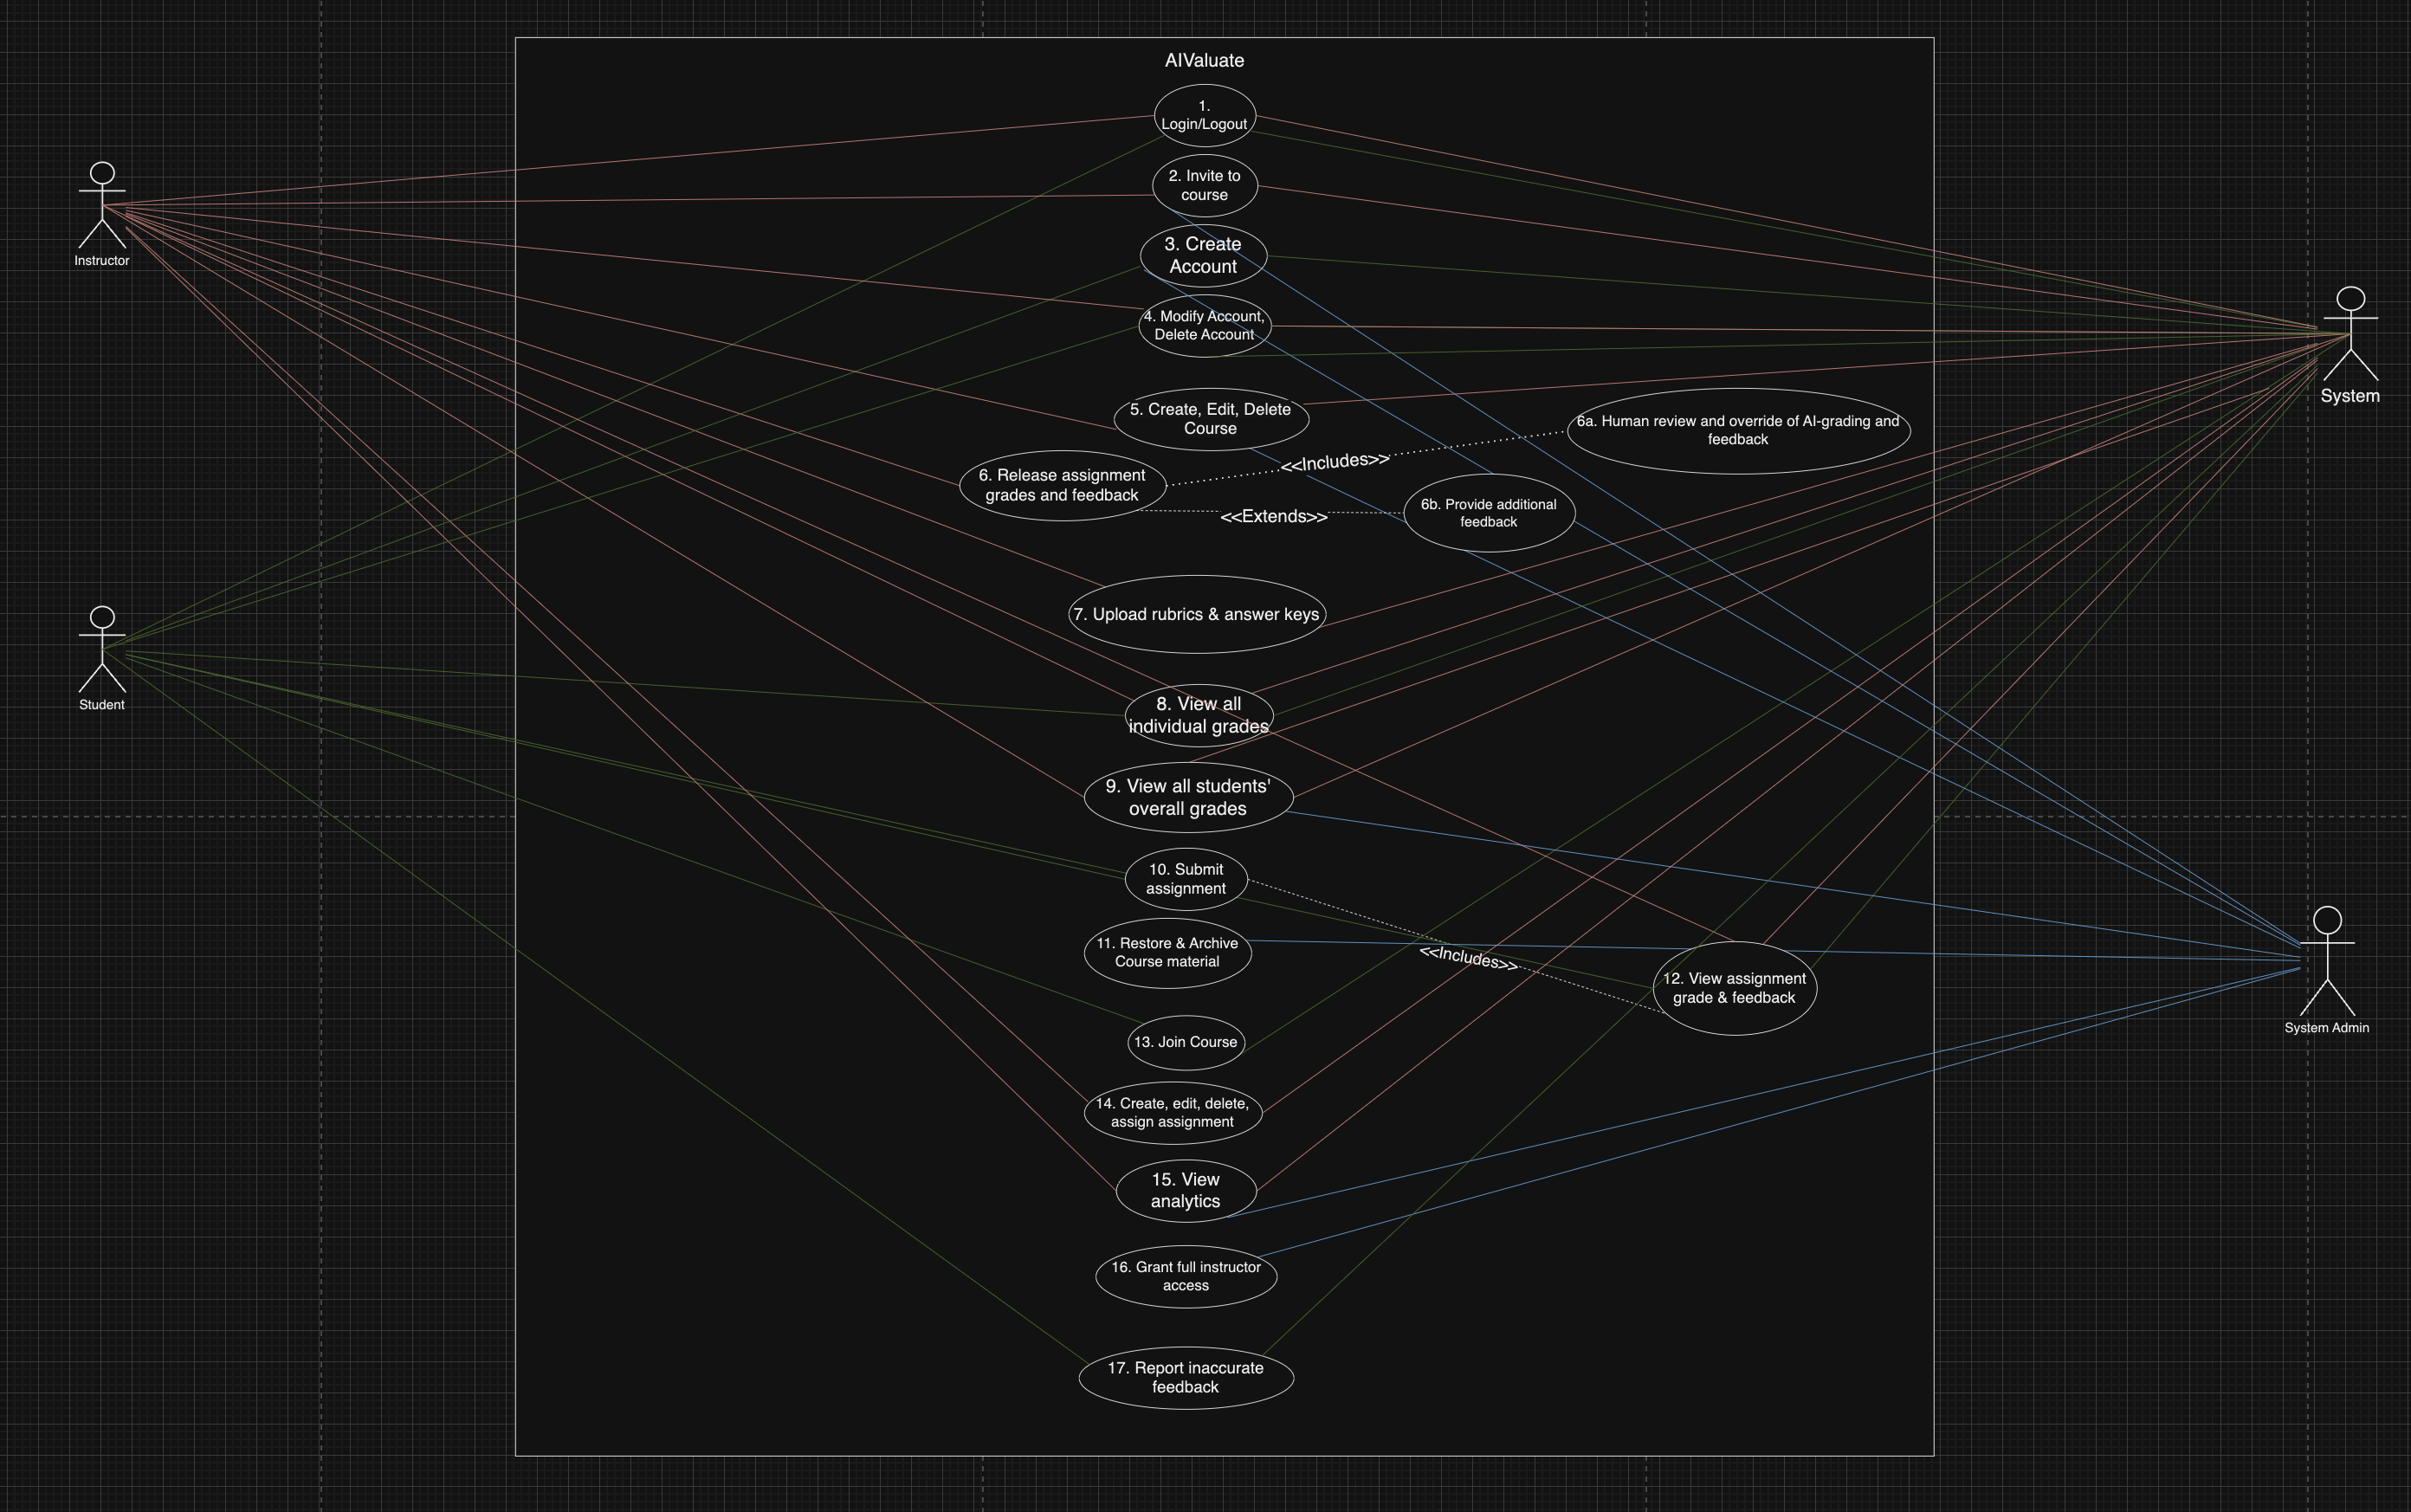 AIValuate
1.
Login/Logout
2. Invite to
course
Instructor
3. Create
Account
4. Modify Account,
Delete Account
System
5. Create, Edit, Delete
Course
6a. Human review and override of AI-grading and
feedback
<<Includes>>
6. Release assignment
grades and feedback
6b. Provide additional
feedback
<<Extends>>
7. Upload rubrics & answer keys
Student
8. View all
individual grades
9. View all students'
overall grades
10. Submit
assignment
11. Restore & Archive
Course material
<<Includes>>
12. View assignment
grade & feedback
System Admin
13. Join Course
14. Create, edit, delete,
assign assignment
15. View
analytics
16. Grant full instructor
access
17. Report inaccurate
feedback